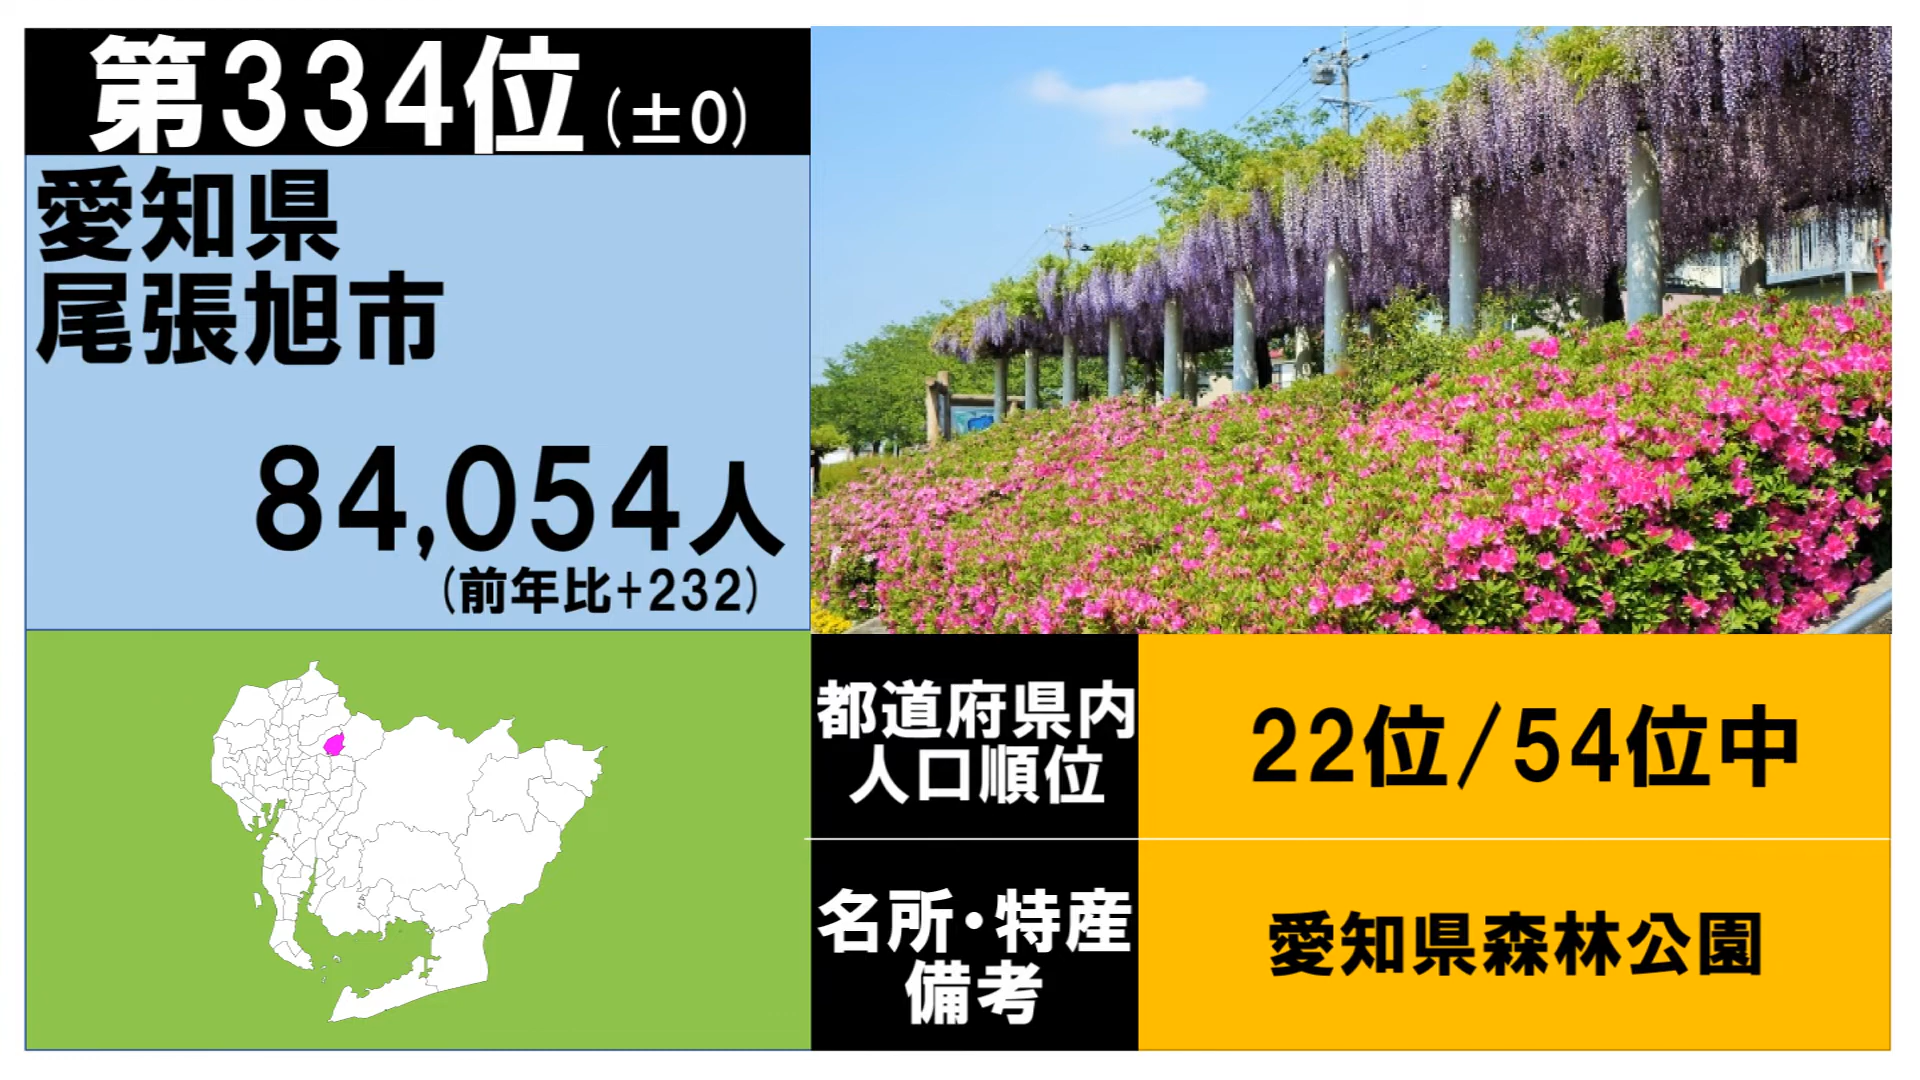 第334位(±0)
愛知県
尾張旭市
84,054人
(前年比+232)
都道府県内
人口順位
22位/54位中
名所・特産
備考
愛知県森林公園